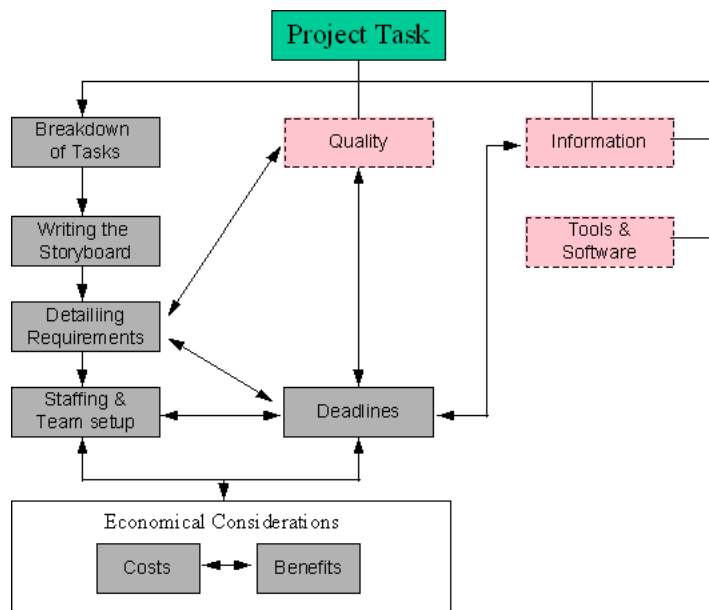 Project Task
Breakdown
of Tasks
Quality
Information
Writing the
Storyboard
Tools &
Software
Detailiing
Requirements
Staffing &
Team setup
Deadlines
Economical Considerations
Costs
Benefits